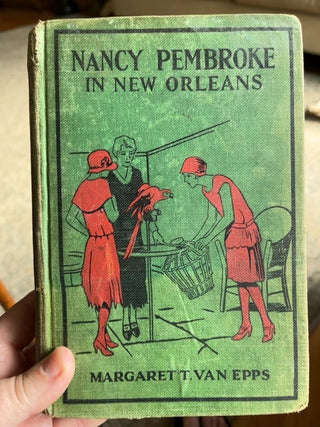 NANCY PEMBROKE
IN NEW ORLEANS
MARGARET T. VAN EPPS